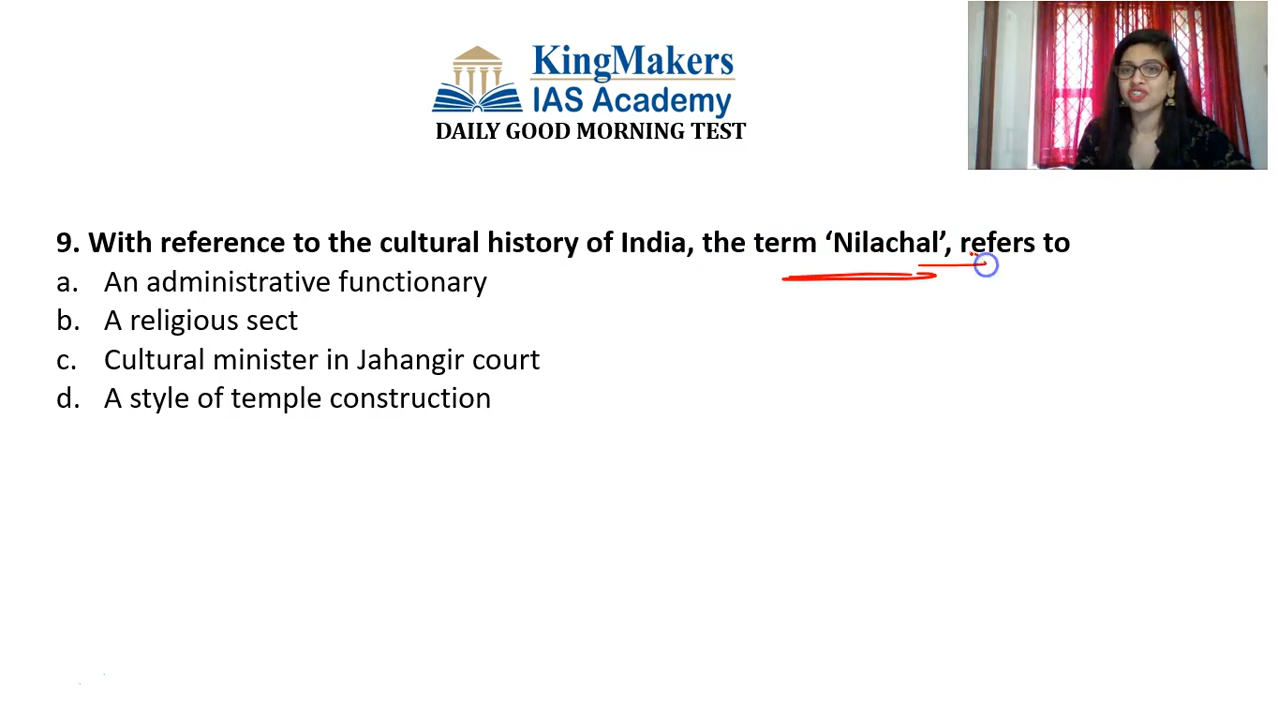 KingMakers
IAS Academy
DAILY GOOD MORNING TEST
9. With reference to the cultural history of India, the term ‘Nilachal’, refers to
a. An administrative functionary
b. A religious sect
c. Cultural minister in Jahangir court
d. A style of temple construction